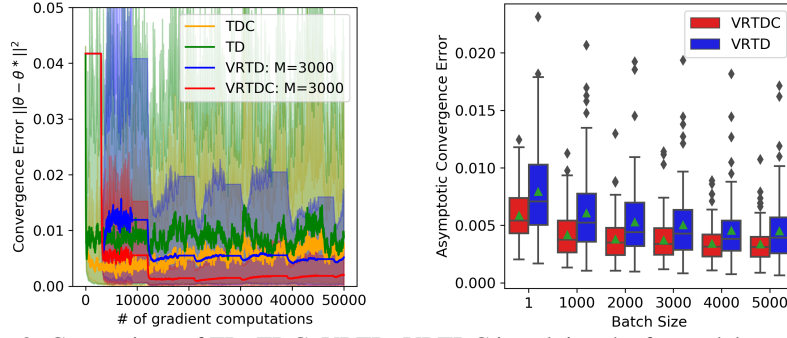 0.05
0.04
0.03
0.02
0.01
0.00
Convergence Error ||θ − θ * ||²
TDC
TD
VRTD: M=3000
VRTDC: M=3000
0 10000 20000 30000 40000 50000
# of gradient computations
0.020
0.015
0.010
0.005
0.000
Asymptotic Convergence Error
VRTDC
VRTD
1 1000 2000 3000 4000 5000
Batch Size